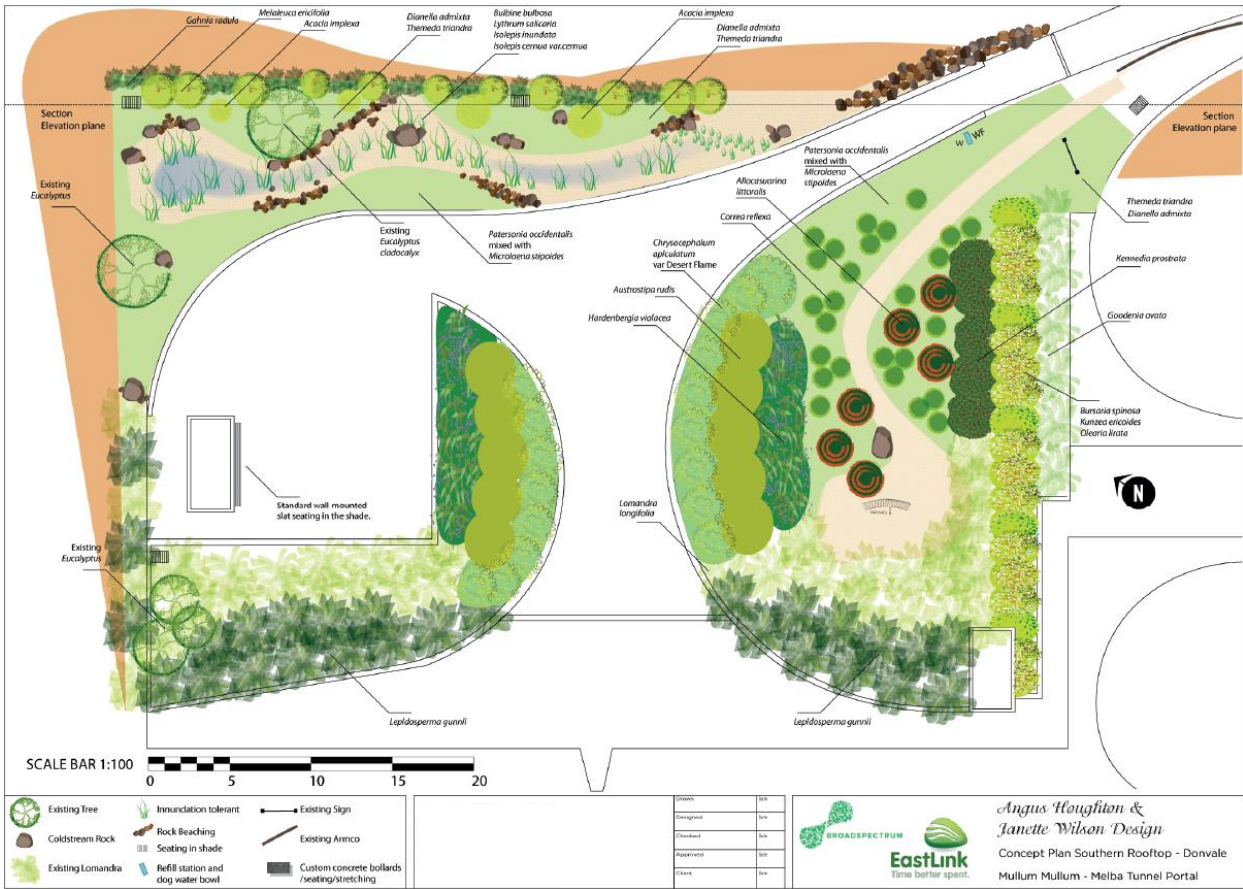 Gahnia radula
Melaleuca ericifolia
Acacia implexa
Dianella admixta
Themeda triandra
Bulbine bulbosa
Lythrum salicaria
Isolepis inundata
Isolepis cernua var.cernua
Acacia implexa
Dianella admixta
Themeda triandra
Section
Elevation plane
Section
Elevation plane
W WF
Existing
Eucalyptus
Existing
Eucalyptus
cladocalyx
Patersonia occidentalis
mixed with
Microlaena stipoides
Patersonia occidentalis
mixed with
Microlaena stipoides
Allocasuarina
littoralis
Correa reflexa
Chrysocephalum
apiculatum
var Desert Flame
Austrostipa rudis
Hardenbergia violacea
Themeda triandra
Dianella admixta
Kennedia prostrata
Goodenia ovata
Bursaria spinosa
Kunzea ericoides
Olearia lirata
Standard wall-mounted
slat seating in the shade.
Lomandra
longifolia
N
Existing
Eucalyptus
Lepidosperma gunnii
Lepidosperma gunnii
SCALE BAR 1:100
0 5 10 15 20
Existing Tree
Coldstream Rock
Existing Lomandra
Innundation tolerant
Rock Beaching
Seating in shade
Refill station and
dog water bowl
Existing Sign
Existing Armco
Custom concrete bollards
/seating/stretching
Drawn
Designed
Checked
Approved
Client
BROADSPECTRUM
EastLink
Time better spent.
Angus Houghton &
Janette Wilson Design
Concept Plan Southern Rooftop - Donvale
Mullum Mullum - Melba Tunnel Portal